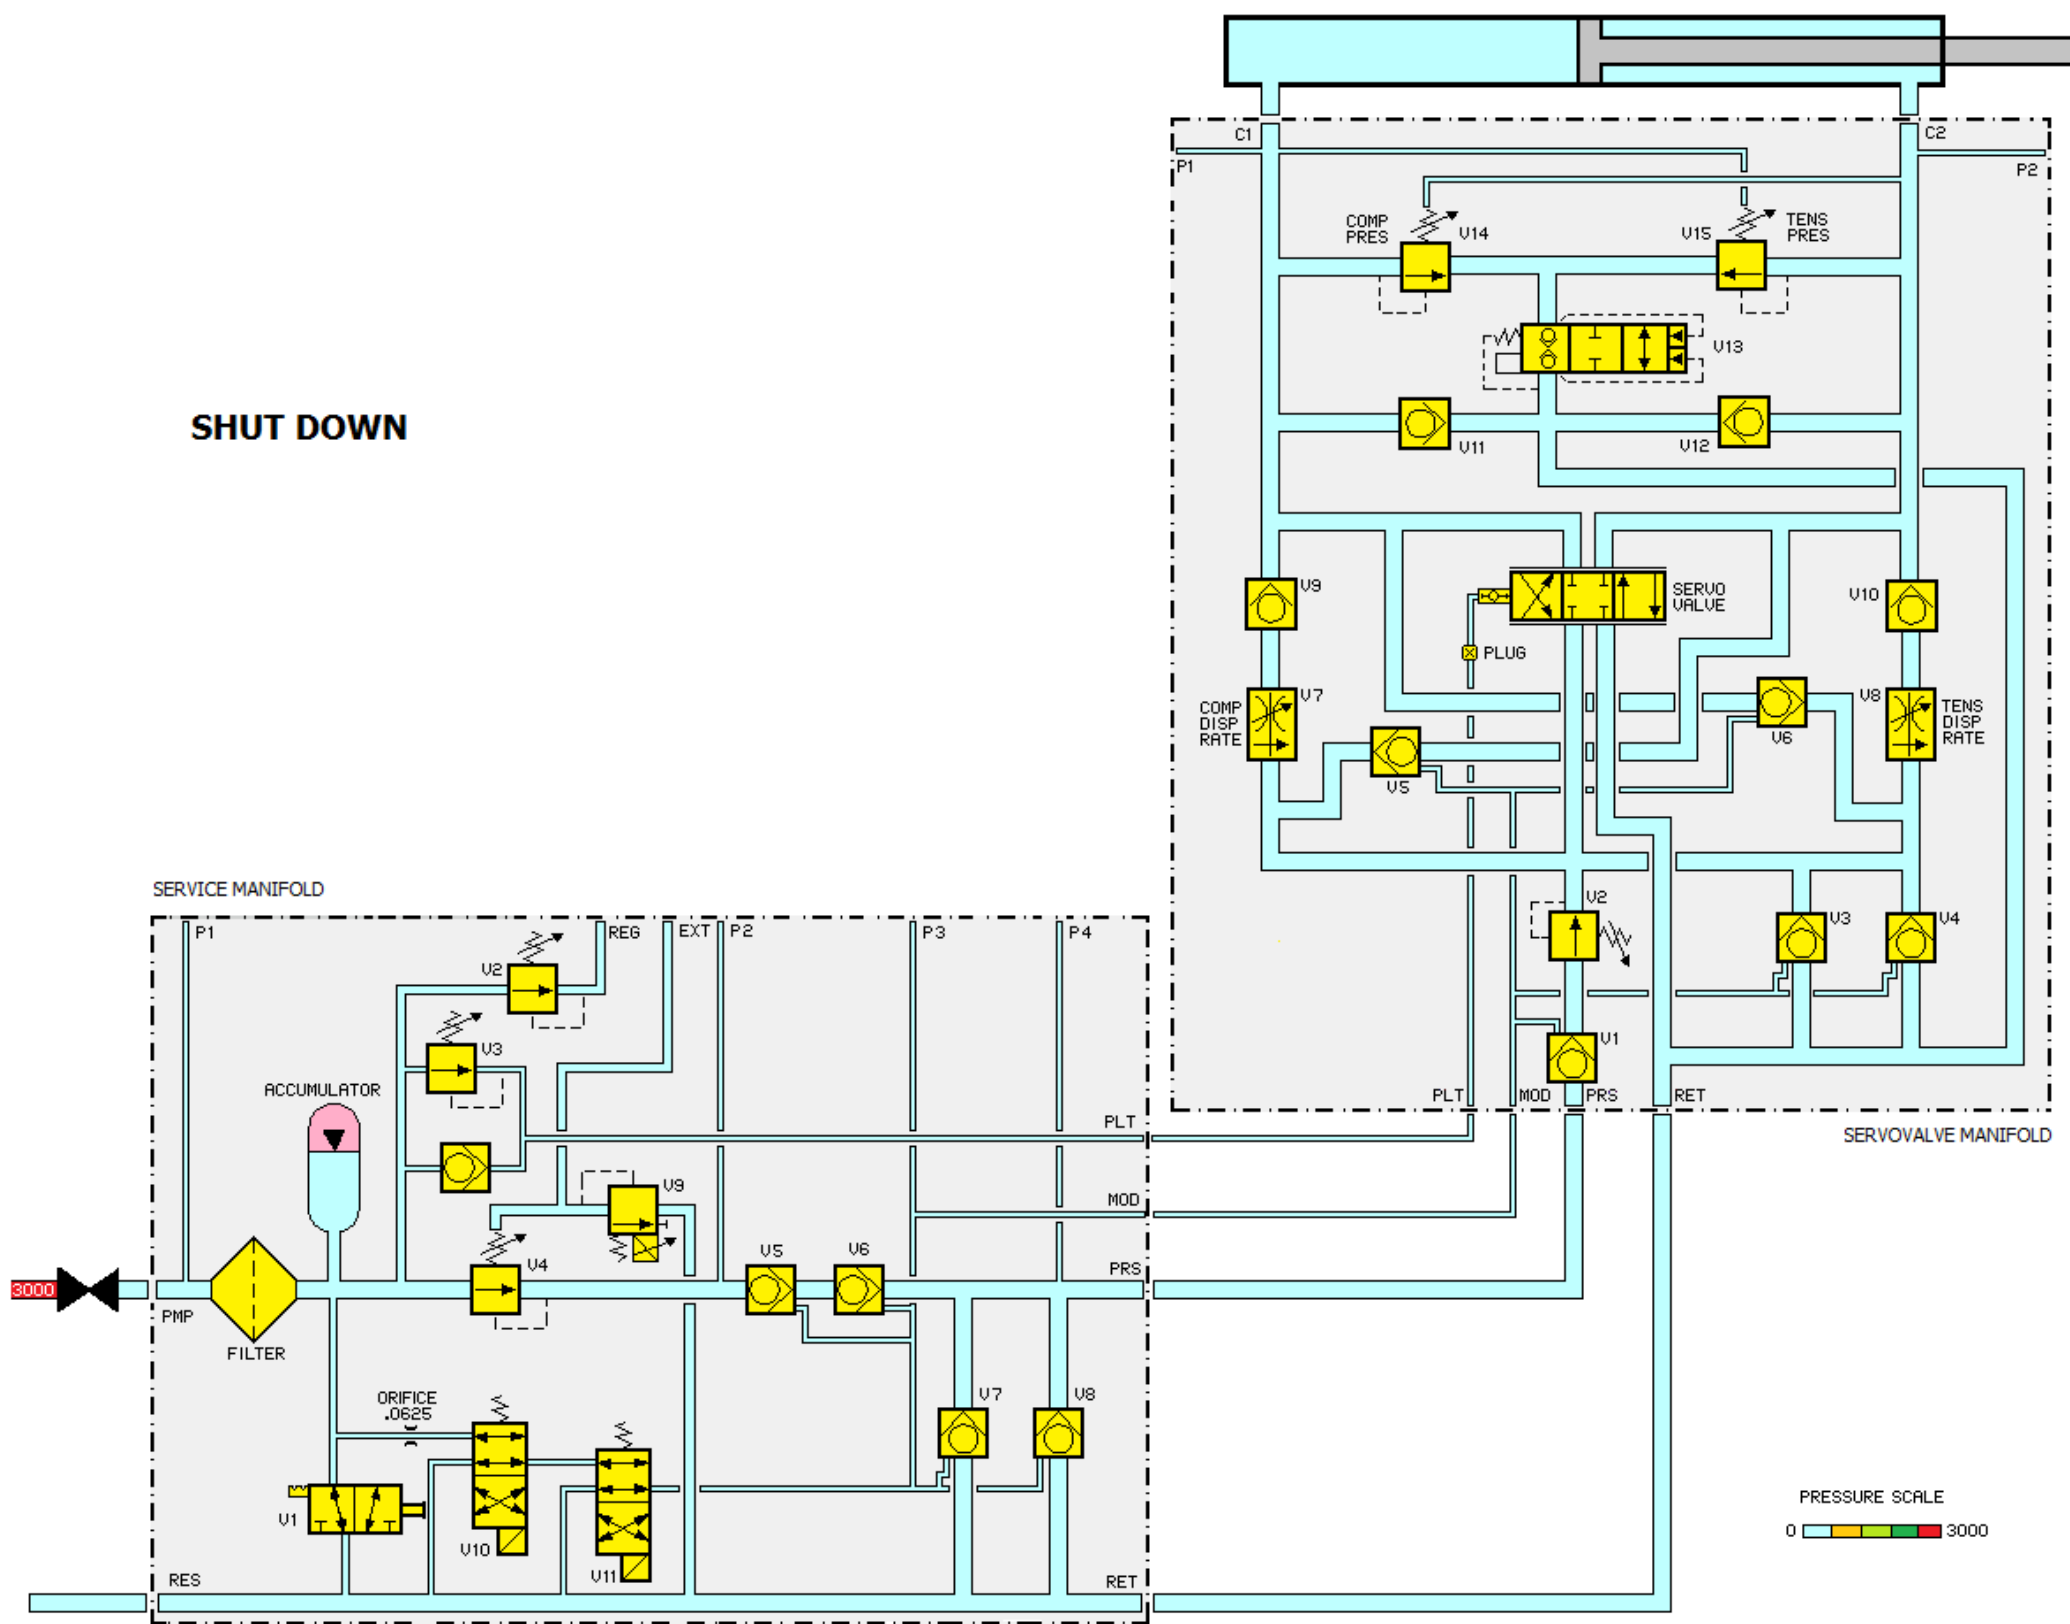 C1
C2
P1
P2
COMP
PRES
V14
V15
TENS
PRES
V13
SHUT DOWN
V11
V12
V9
SERVO
VALVE
V10
PLUG
COMP
DISP
RATE
V7
V5
V6
V8
TENS
DISP
RATE
V2
V3
V4
V1
PLT
MOD
PRS
RET
SERVOVALVE MANIFOLD
SERVICE MANIFOLD
P1
V2
REG
EXT
P2
P3
P4
V3
ACCUMULATOR
PLT
V9
MOD
V4
V5
V6
PRS
3000
PMP
FILTER
ORIFICE
.0625
V7
V8
V1
V10
V11
RES
RET
PRESSURE SCALE
0
3000